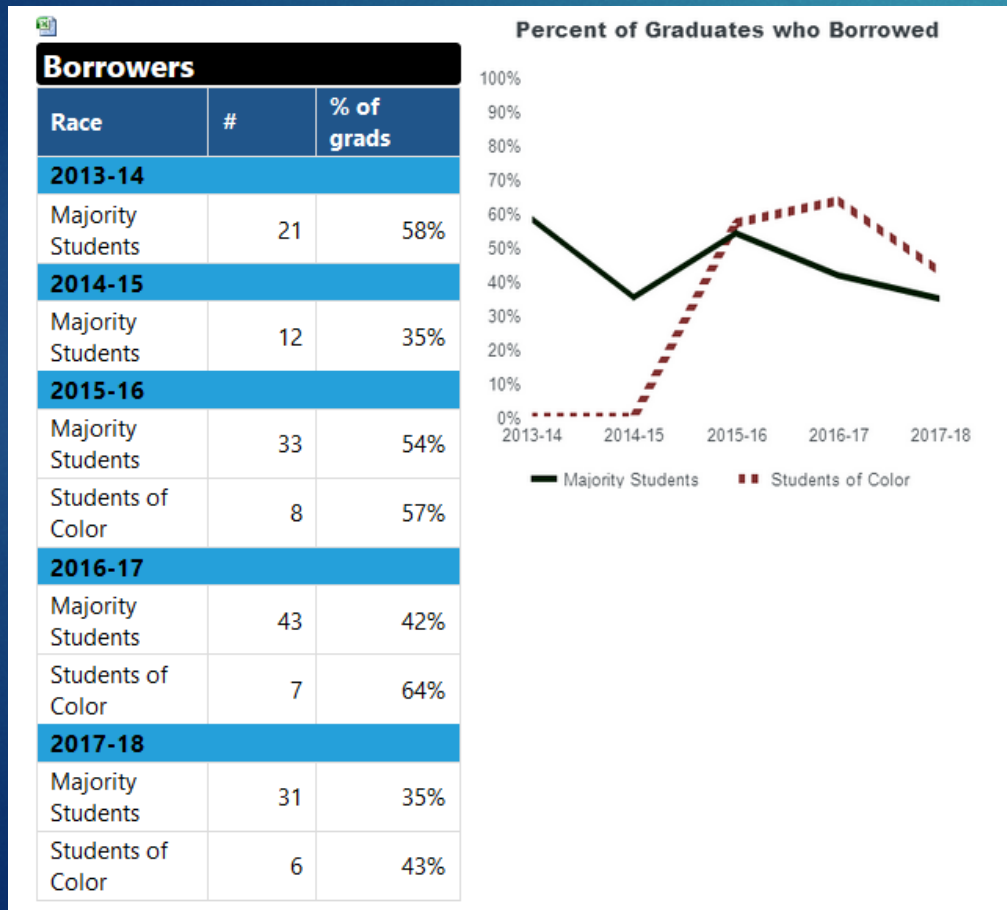 Borrowers
Race # % of
grads
2013-14
Majority
Students 21 58%
2014-15
Majority
Students 12 35%
2015-16
Majority
Students 33 54%
Students of
Color 8 57%
2016-17
Majority
Students 43 42%
Students of
Color 7 64%
2017-18
Majority
Students 31 35%
Students of
Color 6 43%
Percent of Graduates who Borrowed
100%
90%
80%
70%
60%
50%
40%
30%
20%
10%
0%
2013-14 2014-15 2015-16 2016-17 2017-18
Majority Students Students of Color